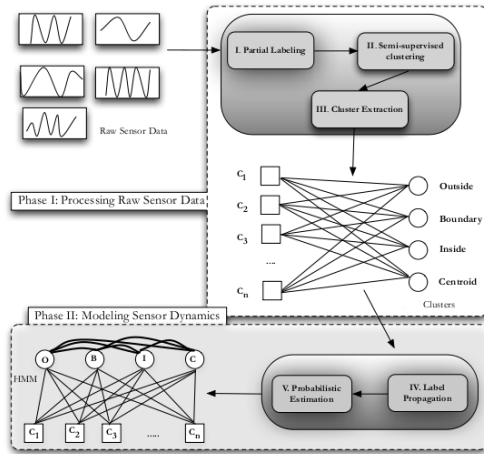 I. Partial Labeling
II. Semi-supervised
clustering
III. Cluster Extraction
Raw Sensor Data
C1
C2
C3
....
Cn
Outside
Boundary
Inside
Centroid
Clusters
Phase I: Processing Raw Sensor Data
Phase II: Modeling Sensor Dynamics
O B I C
HMM
C1 C2 C3 ..... Cn
V. Probabilistic
Estimation
IV. Label
Propagation